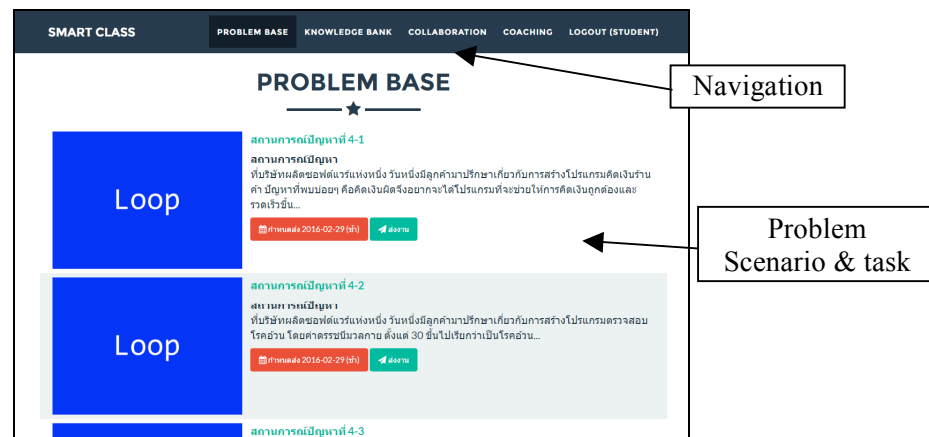 SMART CLASS PROBLEM BASE KNOWLEDGE BANK COLLABORATION COACHING LOGOUT (STUDENT)
Navigation
PROBLEM BASE
Loop
สถานการณ์ปัญหาที่ 4-1
สถานการณ์ปัญหา
ที่บริษัทผลิตซอฟต์แวร์แห่งหนึ่ง วันหนึ่งมีลูกค้ามาปรึกษาเกี่ยวกับการสร้างโปรแกรมคิดเงินร้าน
ค้า ปัญหาที่พบบ่อยๆ คือคิดเงินผิดจึงอยากจะได้โปรแกรมที่จะช่วยให้การคิดเงินถูกต้องและ
รวดเร็วขึ้น...
กำหนดส่ง 2016-02-29 (ช้า) ส่งงาน
Problem
Scenario & task
Loop
สถานการณ์ปัญหาที่ 4-2
สถานการณ์ปัญหา
ที่บริษัทผลิตซอฟต์แวร์แห่งหนึ่ง วันหนึ่งมีลูกค้ามาปรึกษาเกี่ยวกับการสร้างโปรแกรมตรวจสอบ
โรคอ้วน โดยค่าดรรชนีมวลกาย ตั้งแต่ 30 ขึ้นไปเรียกว่าเป็นโรคอ้วน...
กำหนดส่ง 2016-02-29 (ช้า) ส่งงาน
สถานการณ์ปัญหาที่ 4-3